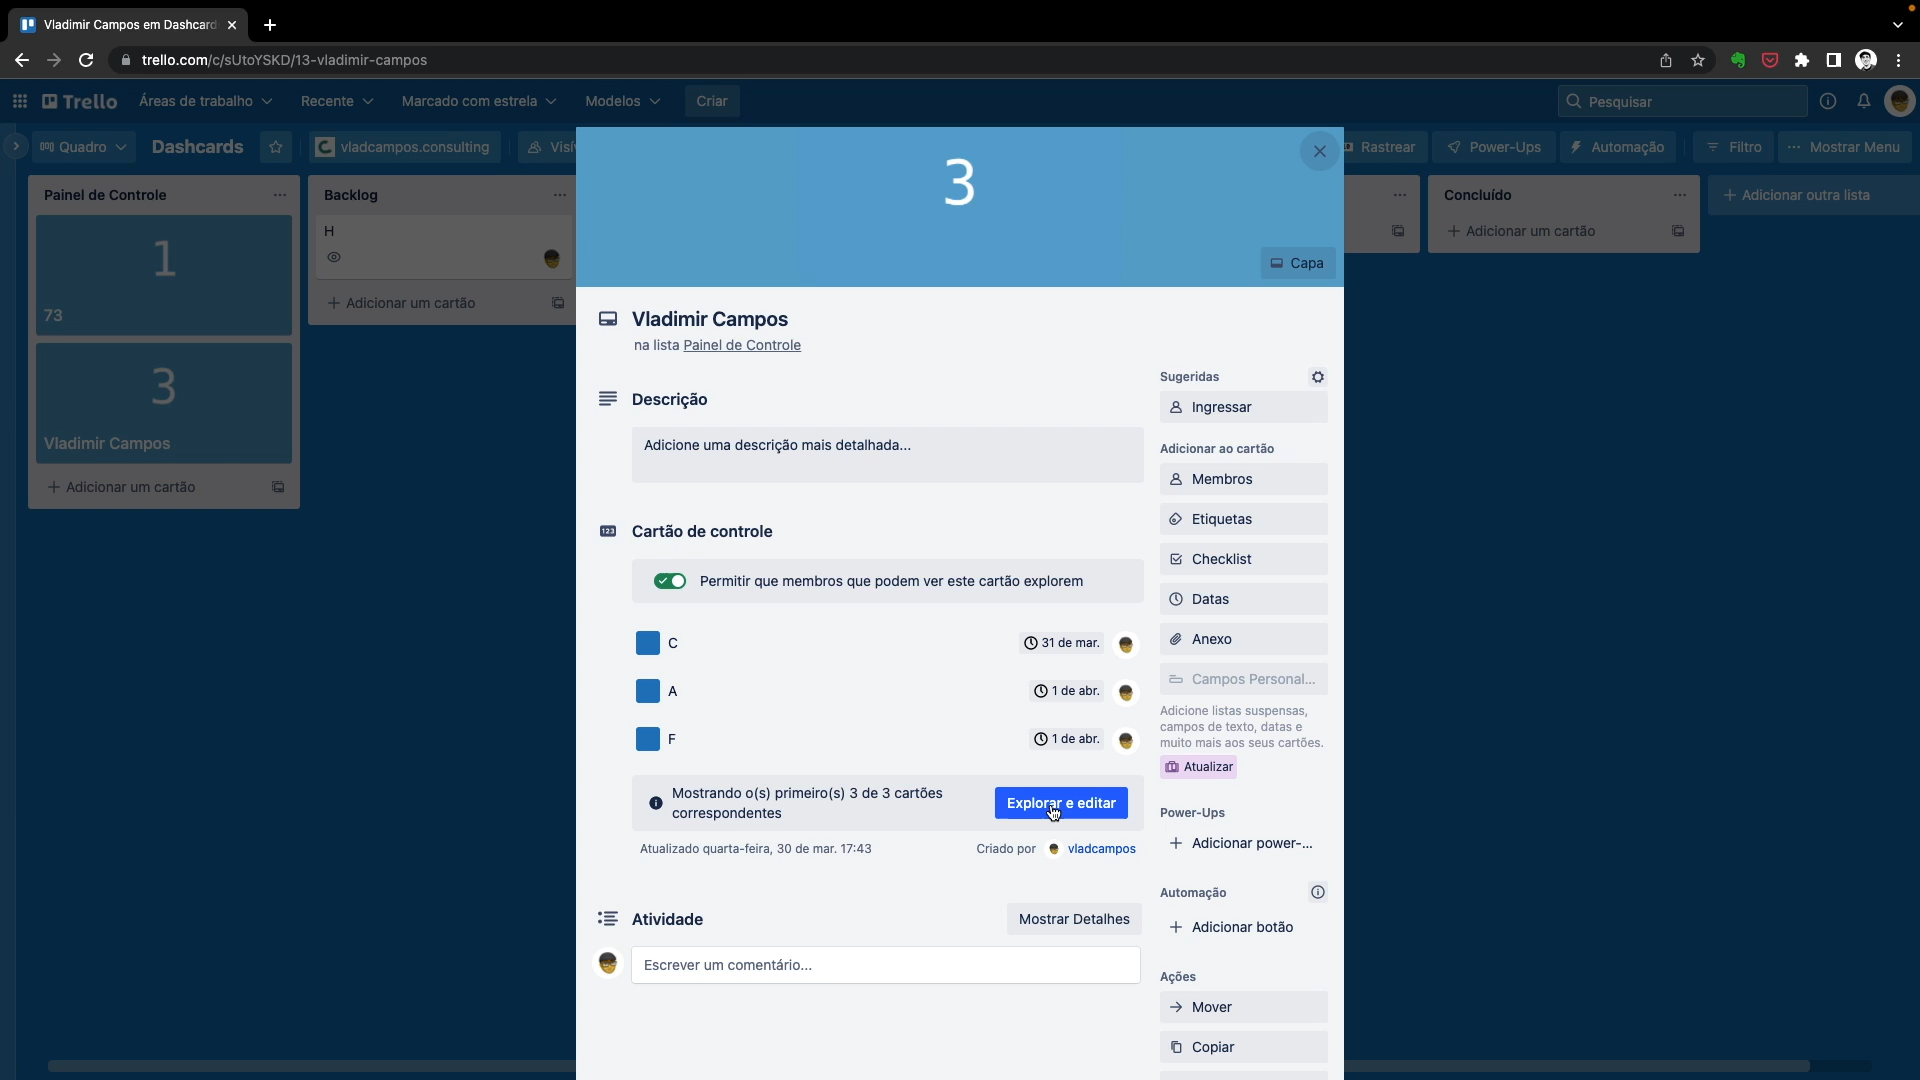 Vladimir Campos em Dashcard
trello.com/c/sUtoYSKD/13-vladimir-campos
Trello
Áreas de trabalho
Recente
Marcado com estrela
Modelos
Criar
Pesquisar
Quadro
Dashcards
vladcampos.consulting
Rastrear
Power-Ups
Automação
Filtro
Mostrar Menu
Painel de Controle
1
73
3
Vladimir Campos
+ Adicionar um cartão
Backlog
H
+ Adicionar um cartão
Concluído
+ Adicionar um cartão
+ Adicionar outra lista
3
Capa
Vladimir Campos
na lista Painel de Controle
Descrição
Adicione uma descrição mais detalhada...
123
Cartão de controle
Permitir que membros que podem ver este cartão explorem
C
31 de mar.
A
1 de abr.
F
1 de abr.
Mostrando o(s) primeiro(s) 3 de 3 cartões
correspondentes
Explorar e editar
Atualizado quarta-feira, 30 de mar. 17:43
Criado por vladcampos
Atividade
Mostrar Detalhes
Escrever um comentário...
Sugeridas
Ingressar
Adicionar ao cartão
Membros
Etiquetas
Checklist
Datas
Anexo
Campos Personal...
Adicione listas suspensas,
campos de texto, datas e
muito mais aos seus cartões.
Atualizar
Power-Ups
+ Adicionar power-...
Automação
+ Adicionar botão
Ações
Mover
Copiar